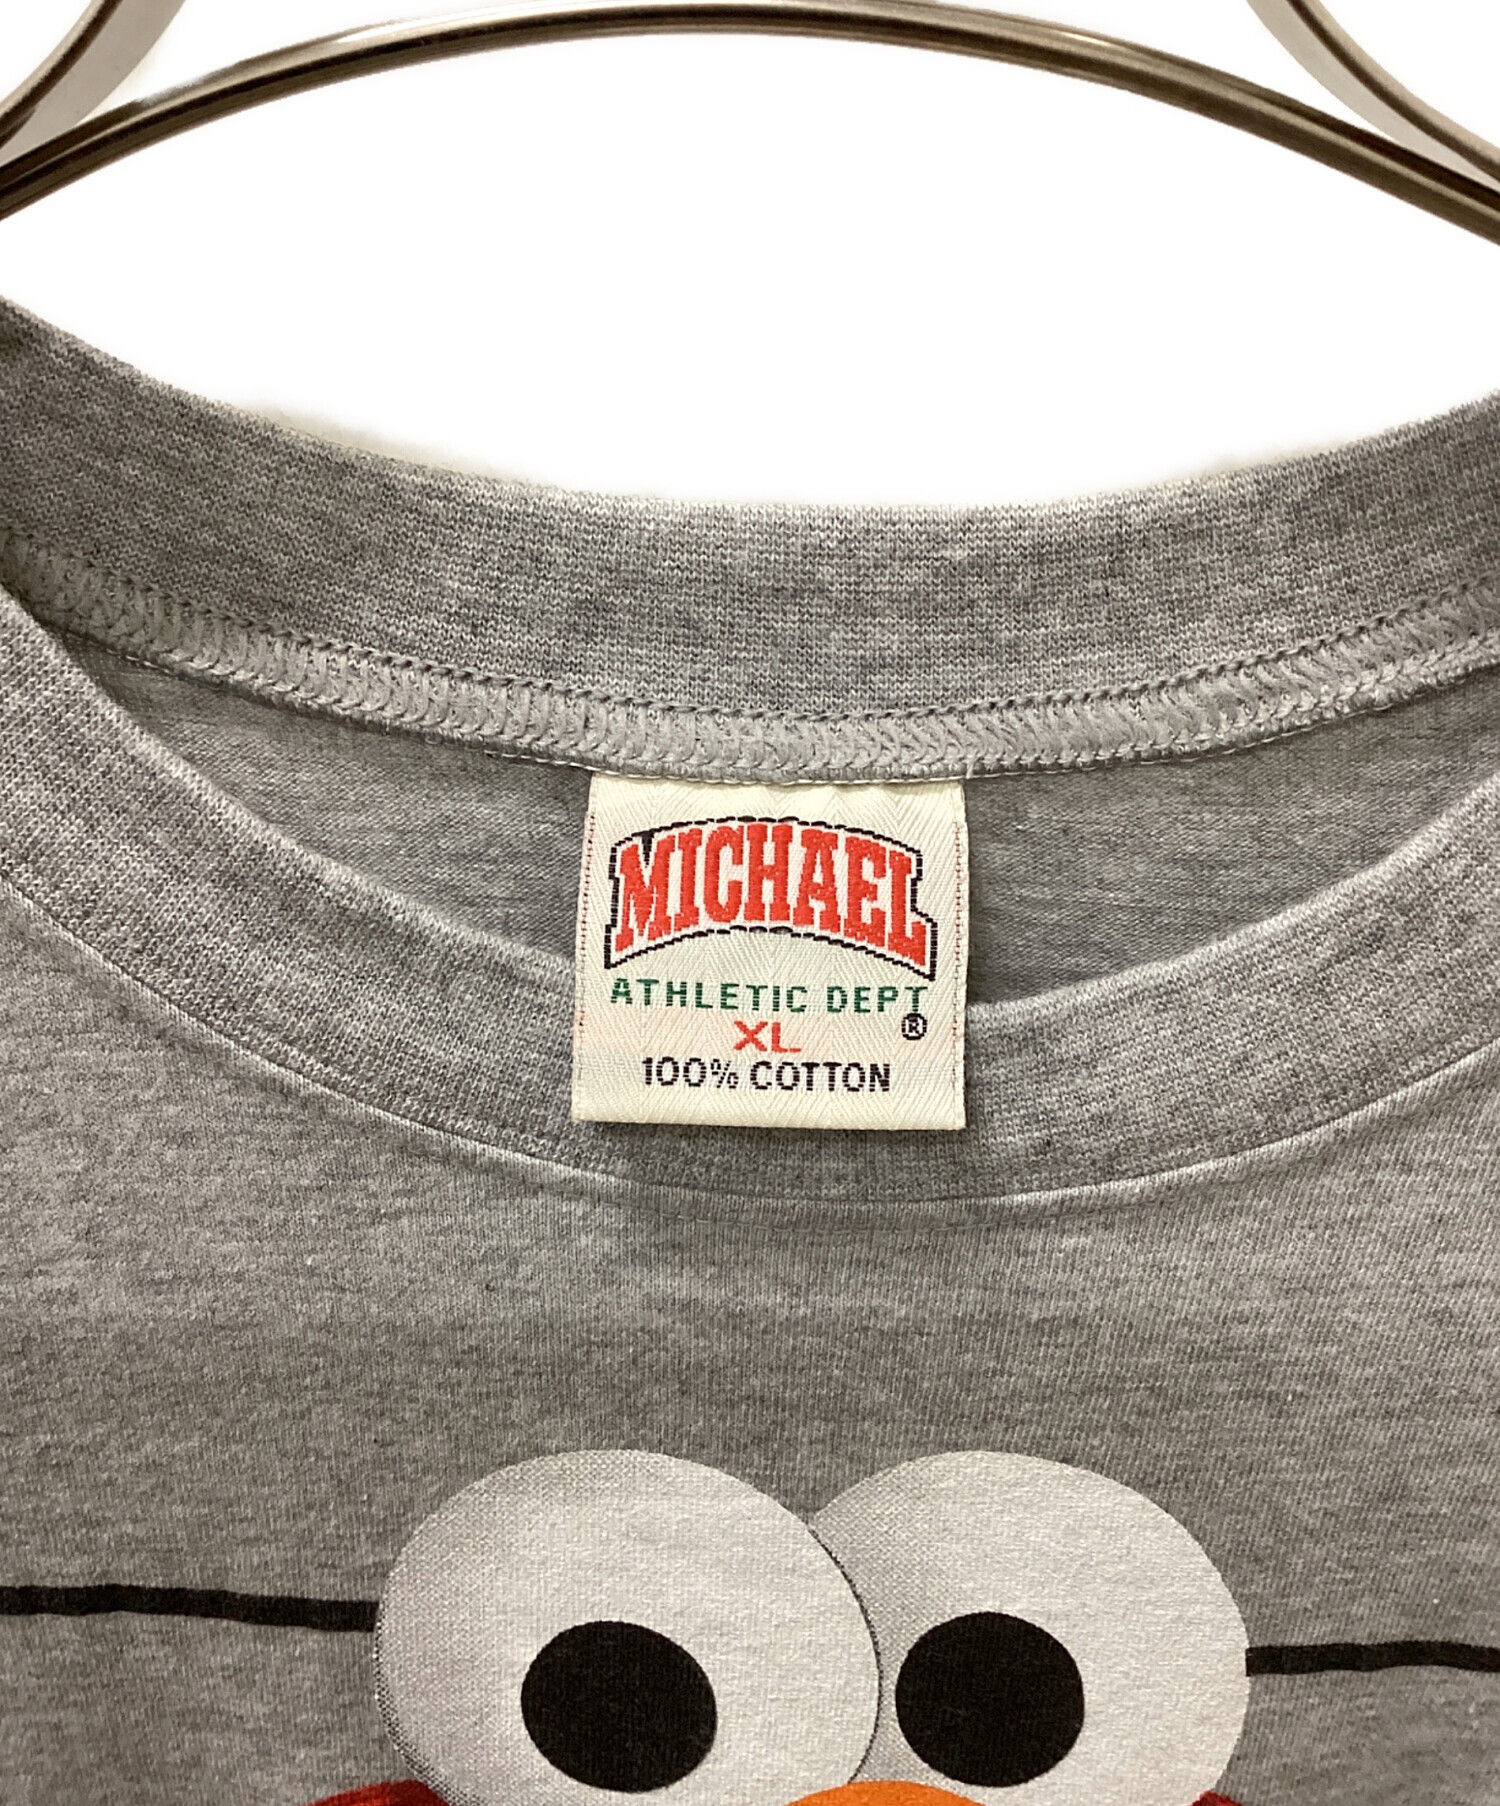 MICHAEL
ATHLETIC DEPT
®
XL
100% COTTON